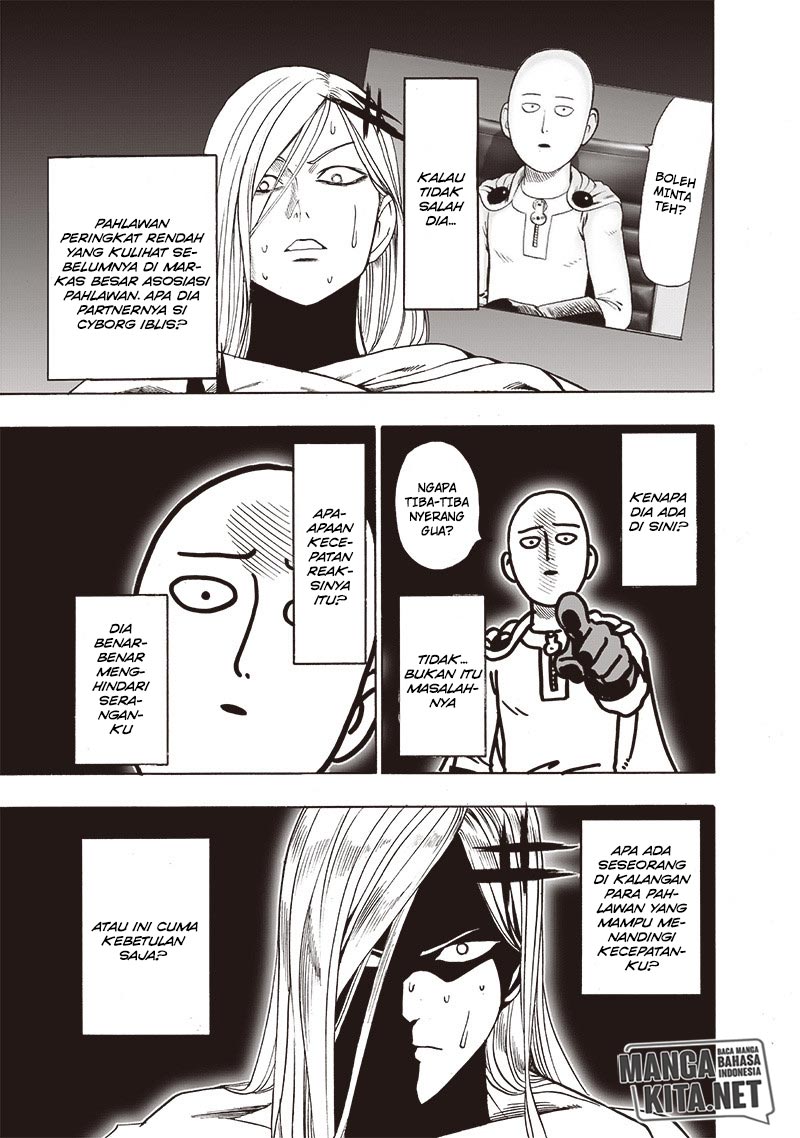 BOLEH
MINTA
TEH?
KALAU
TIDAK
SALAH
DIA...
PAHLAWAN
PERINGKAT RENDAH
YANG KULIHAT SE-
BELUMNYA DI MAR-
KAS BESAR ASOSIASI
PAHLAWAN. APA DIA
PARTNERNYA SI
CYBORG IBLIS?
KENAPA
DIA ADA
DI SINI?
NGAPA
TIBA-TIBA
NYERANG
GUA?
TIDAK...
BUKAN ITU
MASALAH-
NYA
APA-
APAAN
KECE-
PATAN
REAK-
SINYA
ITU?
DIA
BENAR-
BENAR
MENG-
HINDARI
SERA-
NGAN-
KU
APA ADA
SESEORANG
DI KALANGAN
PARA PAH-
LAWAN YANG
MAMPU ME-
NANDINGI
KECEPATAN-
KU?
ATAU INI CUMA
KEBETULAN
SAJA?
MANGA
BACA MANGA
BAHASA
INDONESIA
KITA.NET